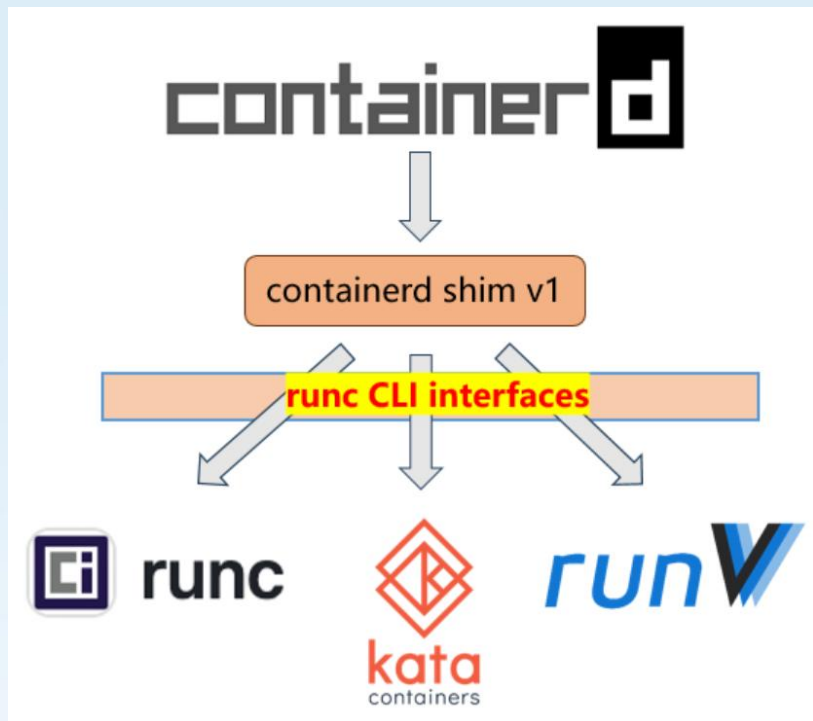 containerd
containerd shim v1
runc CLI interfaces
runc
kata
containers
runV